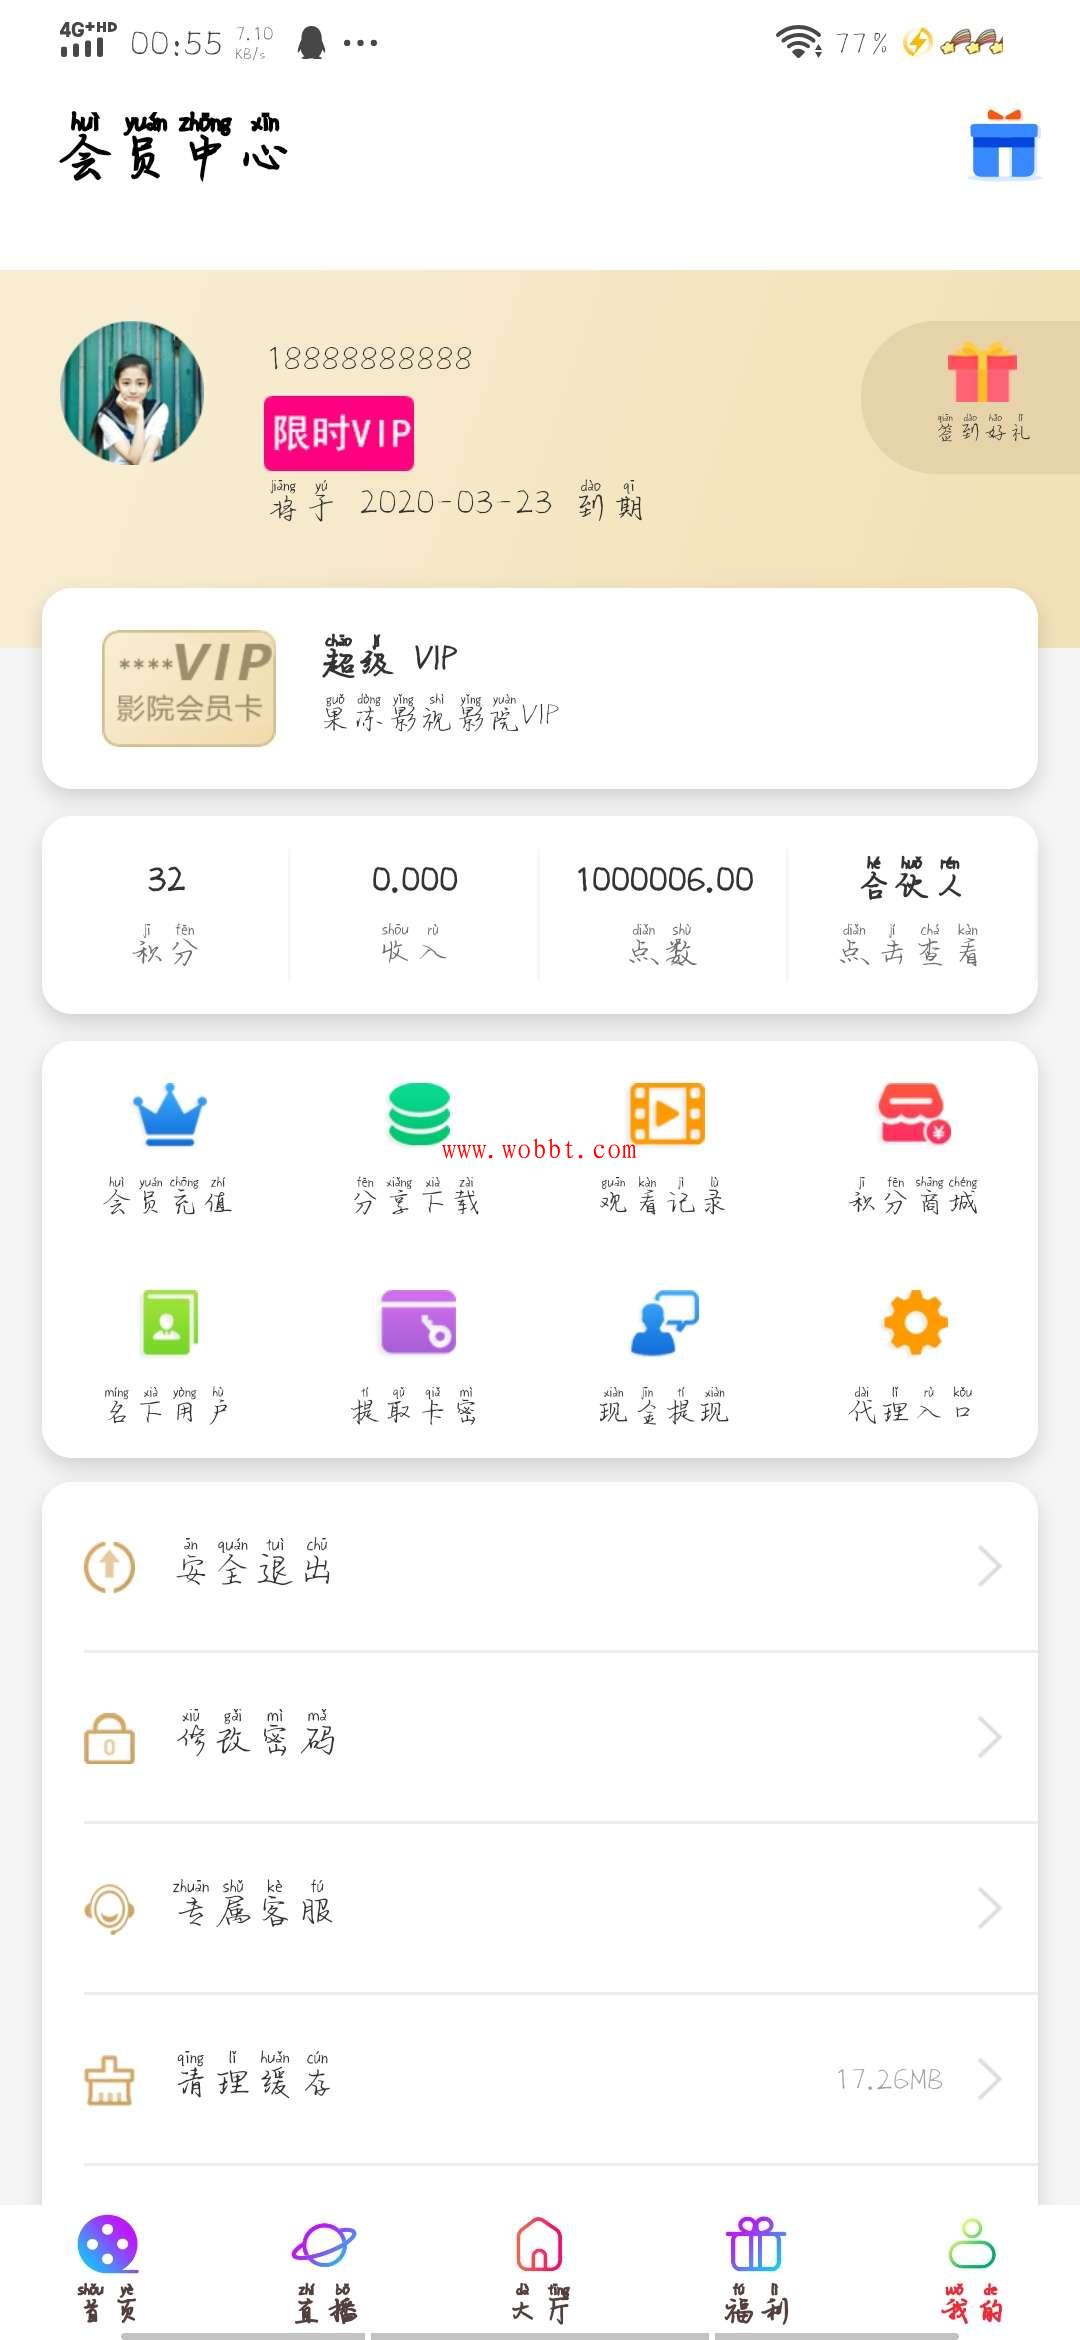 4G+HD 00:55 7.10 KB/s 77%
huì yuán zhōng xīn
会员中心
18888888888
限时VIP
qiān dào hǎo lǐ
签到好礼
jiāng yú dào qī
将于 2020-03-23 到期
****VIP
影院会员卡
chāo jí
超级 VIP
guǒ dòng yǐng shì yǐng yuàn
果冻影视影院VIP
hé huǒ rén
32 0.000 1000006.00 合伙人
jī fēn shōu rù diǎn shù diǎn jī chá kàn
积分 收入 点数 点击查看
www.wobbt.com
huì yuán chōng zhí fēn xiǎng xià zài guān kàn jì lù jī fēn shāng chéng
会员充值 分享下载 观看记录 积分商城
míng xià yòng hù tí qǔ qiǎ mì xiàn jīn tí xiàn dài lǐ rù kǒu
名下用户 提取卡密 现金提现 代理入口
ān quán tuì chū
安全退出
xiū gǎi mì mǎ
修改密码
zhuān shǔ kè fú
专属客服
qīng lǐ huǎn cún
清理缓存 17.26MB
shǒu yè zhí bō dà tīng fú lì wǒ de
首页 直播 大厅 福利 我的